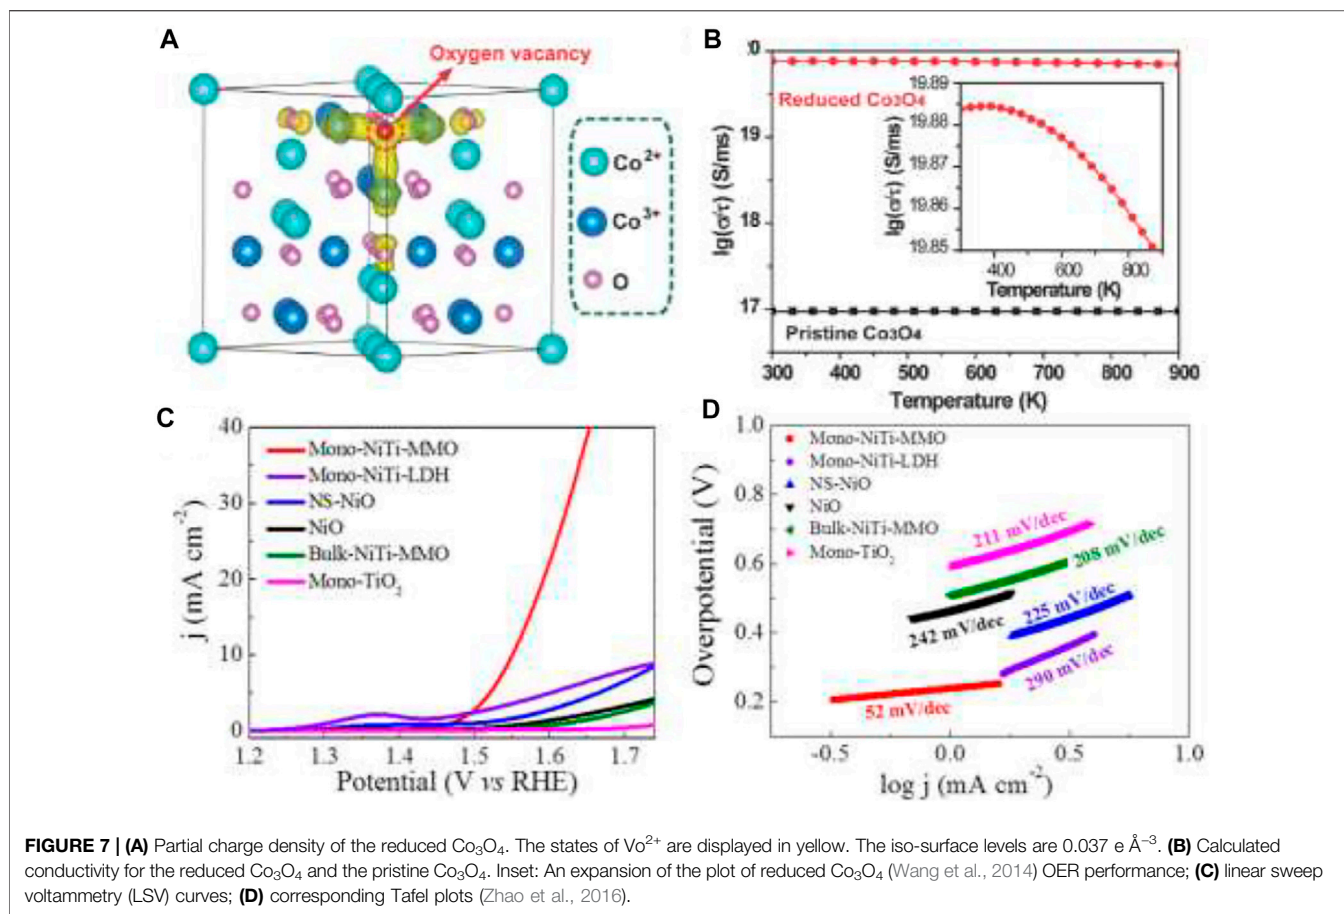 A
Oxygen vacancy
Co²⁺
Co³⁺
O
B
lg(σ/τ) (S/ms)
20
19
18
17
Reduced Co₃O₄
Pristine Co₃O₄
300 400 500 600 700 800 900
Temperature (K)
lg(σ/τ) (S/ms)
19.89
19.88
19.87
19.86
19.85
400 600 800
Temperature (K)
C
j (mA cm⁻²)
40
30
20
10
0
Mono-NiTi-MMO
Mono-NiTi-LDH
NS-NiO
NiO
Bulk-NiTi-MMO
Mono-TiO₂
1.2 1.3 1.4 1.5 1.6 1.7
Potential (V vs RHE)
D
Overpotential (V)
1.0
0.8
0.6
0.4
0.2
Mono-NiTi-MMO
Mono-NiTi-LDH
NS-NiO
NiO
Bulk-NiTi-MMO
Mono-TiO₂
211 mV/dec
208 mV/dec
225 mV/dec
242 mV/dec
290 mV/dec
52 mV/dec
-0.5 0.0 0.5 1.0
log j (mA cm⁻²)
FIGURE 7 | (A) Partial charge density of the reduced Co₃O₄. The states of Vo²⁺ are displayed in yellow. The iso-surface levels are 0.037 e Å⁻³. (B) Calculated
conductivity for the reduced Co₃O₄ and the pristine Co₃O₄. Inset: An expansion of the plot of reduced Co₃O₄ (Wang et al., 2014) OER performance; (C) linear sweep
voltammetry (LSV) curves; (D) corresponding Tafel plots (Zhao et al., 2016).